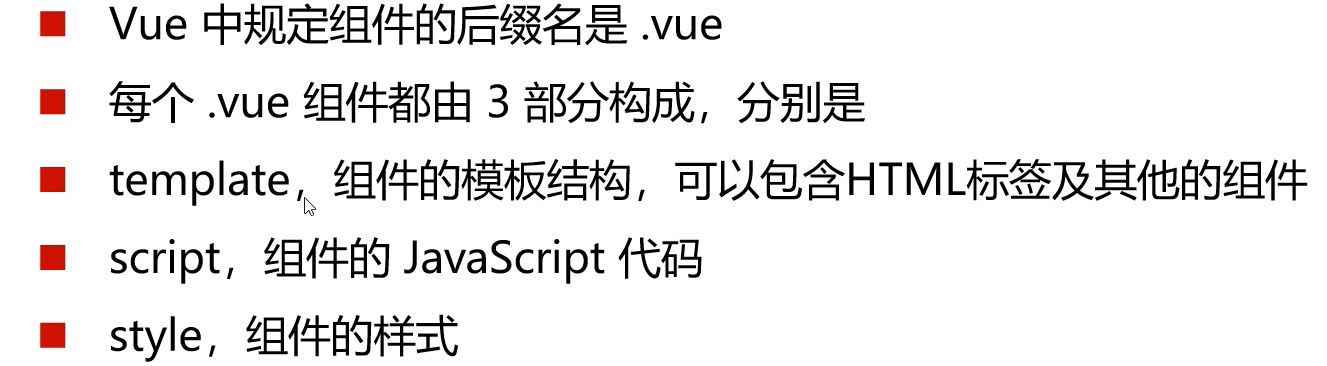 Vue 中规定组件的后缀名是 .vue
每个 .vue 组件都由 3 部分构成，分别是
template，组件的模板结构，可以包含HTML标签及其他的组件
script，组件的 JavaScript 代码
style，组件的样式